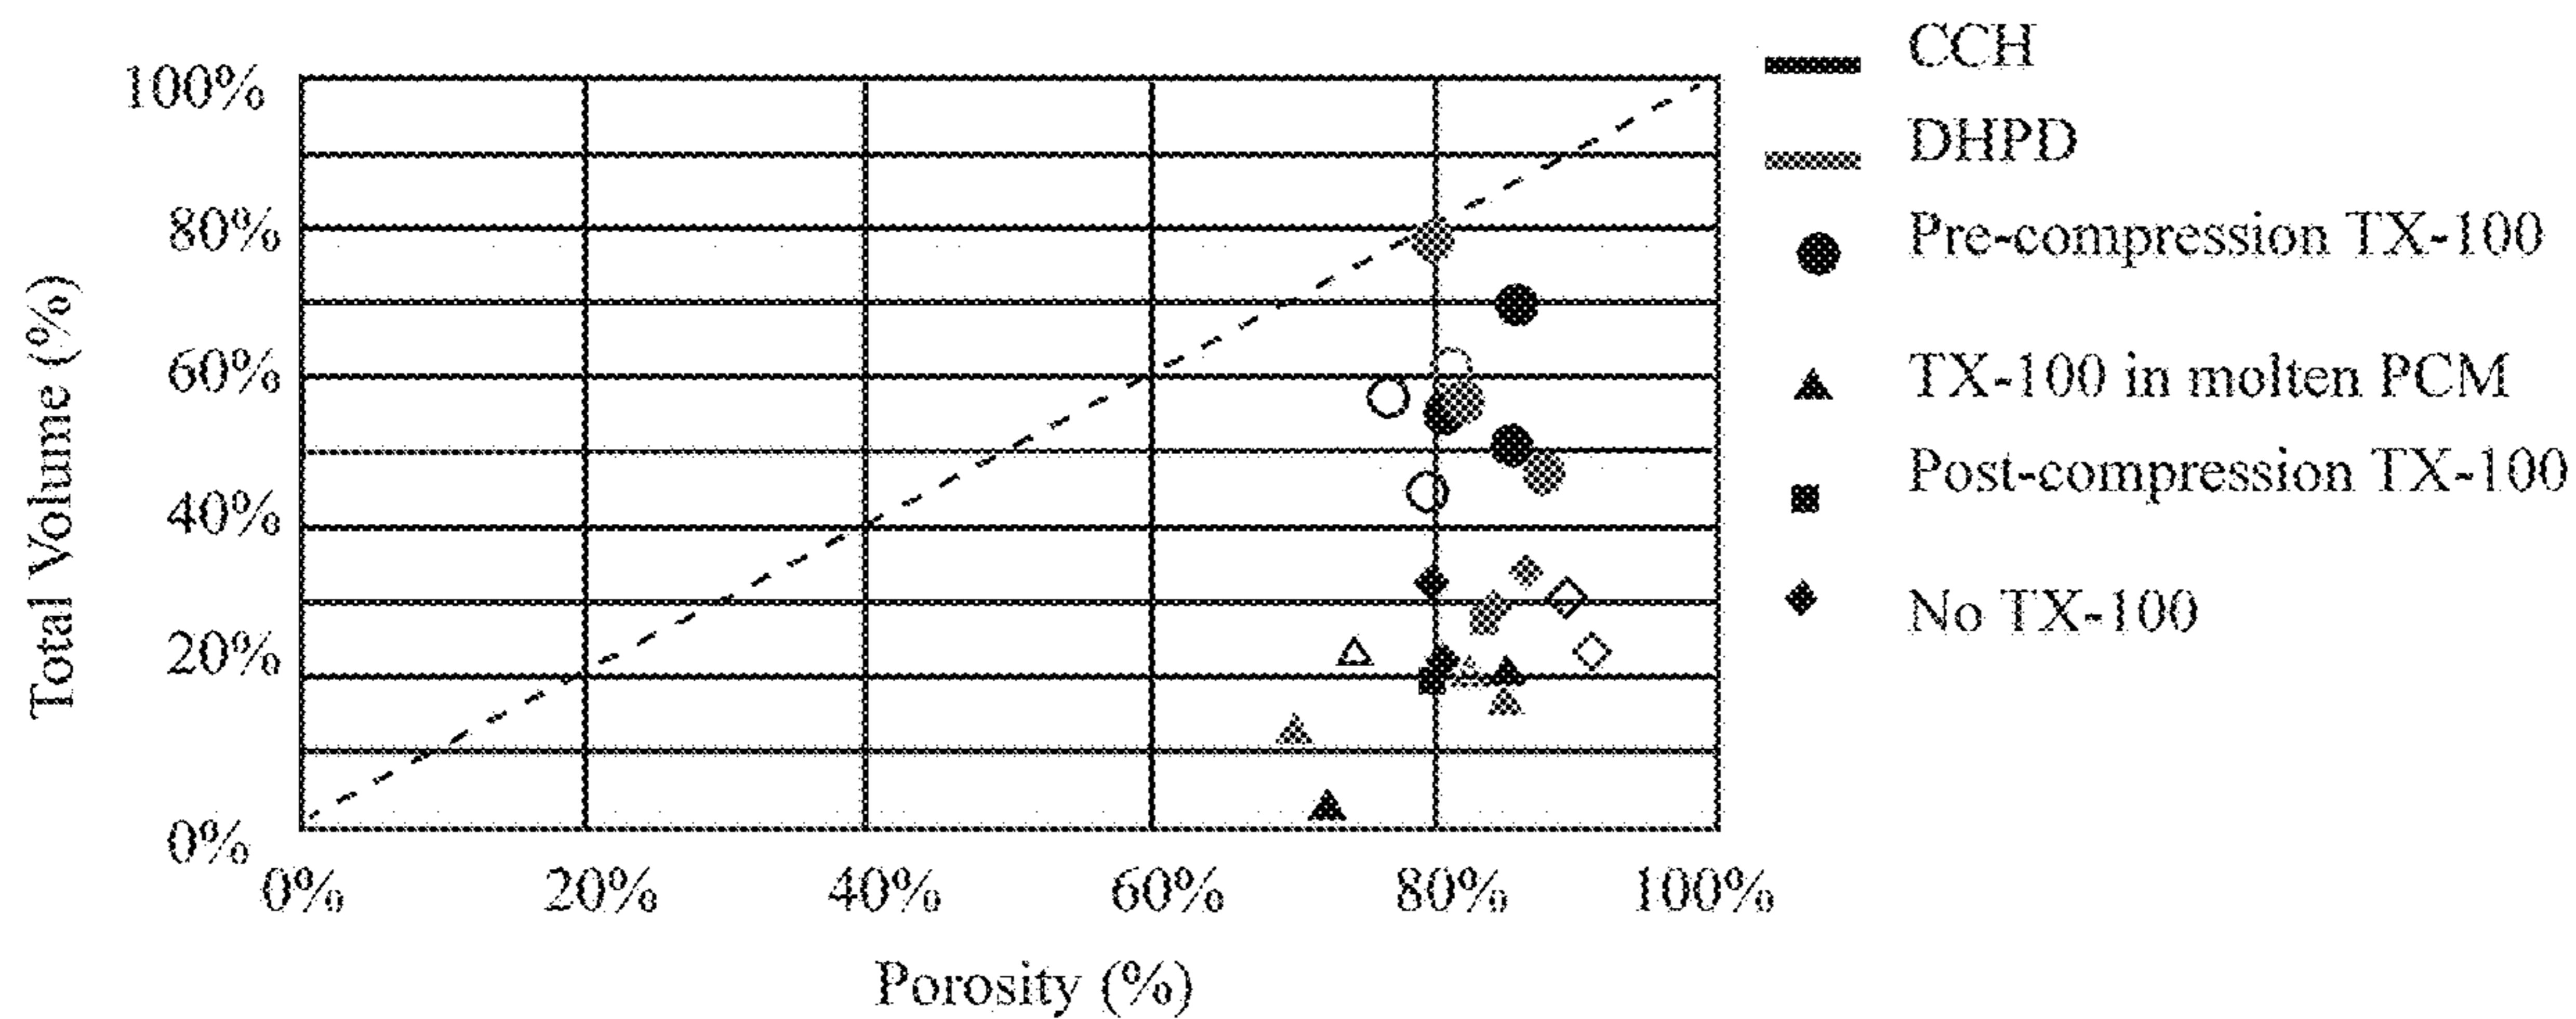 100%
80%
60%
40%
20%
0%
Total Volume (%)
0% 20% 40% 60% 80% 100%
Porosity (%)
CCH
DHPD
Pre-compression TX-100
TX-100 in molten PCM
Post-compression TX-100
No TX-100